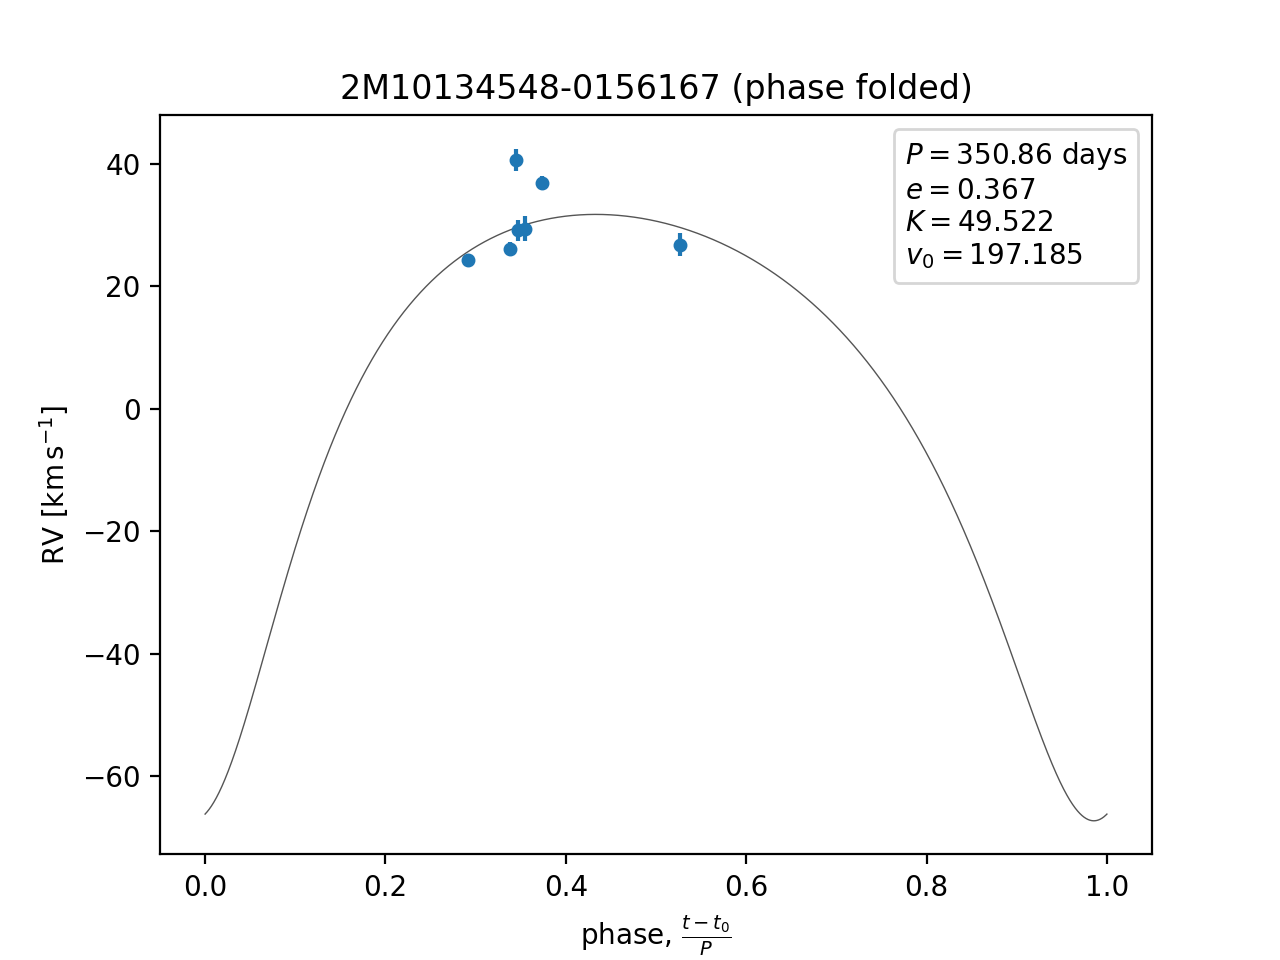 2M10134548-0156167 (phase folded)
P = 350.86 days
e = 0.367
K = 49.522
v₀ = 197.185
RV [km s⁻¹]
40
20
0
−20
−40
−60
0.0 0.2 0.4 0.6 0.8 1.0
phase, (t − t₀)/P